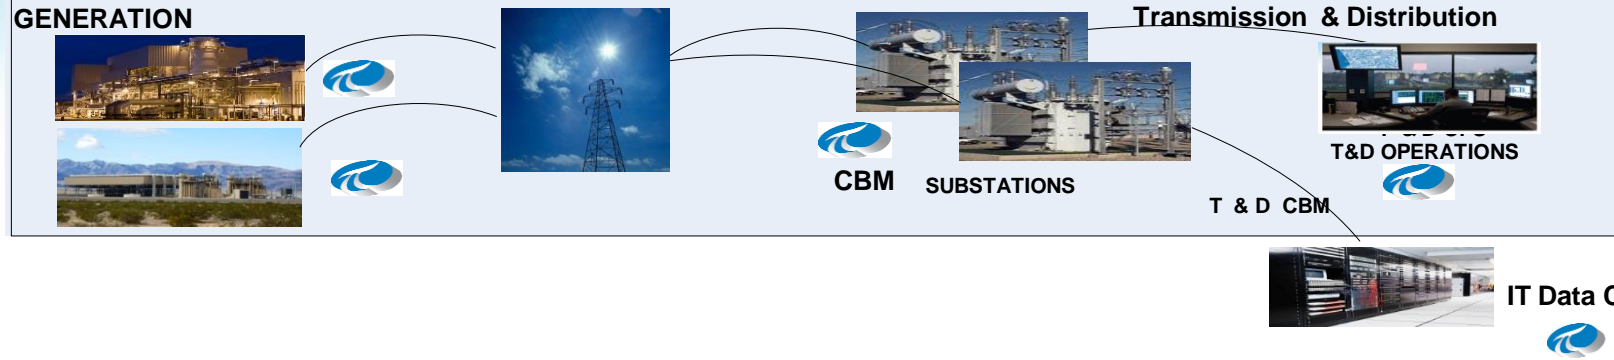 GENERATION
Transmission & Distribution
T&D OPERATIONS
CBM
SUBSTATIONS
T & D CBM
IT Data